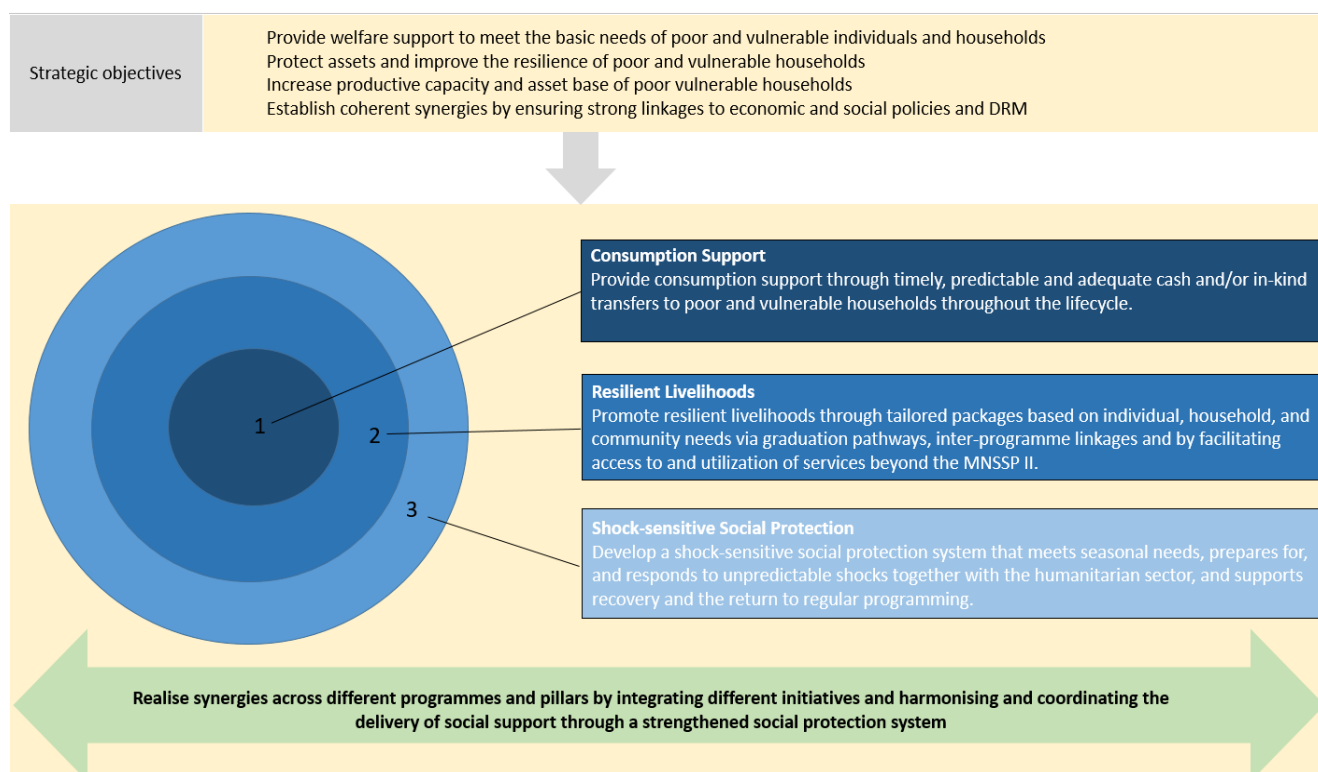 Strategic objectives
Provide welfare support to meet the basic needs of poor and vulnerable individuals and households
Protect assets and improve the resilience of poor and vulnerable households
Increase productive capacity and asset base of poor vulnerable households
Establish coherent synergies by ensuring strong linkages to economic and social policies and DRM
1
2
3
Consumption Support
Provide consumption support through timely, predictable and adequate cash and/or in-kind
transfers to poor and vulnerable households throughout the lifecycle.
Resilient Livelihoods
Promote resilient livelihoods through tailored packages based on individual, household, and
community needs via graduation pathways, inter-programme linkages and by facilitating
access to and utilization of services beyond the MNSSP II.
Shock-sensitive Social Protection
Develop a shock-sensitive social protection system that meets seasonal needs, prepares for,
and responds to unpredictable shocks together with the humanitarian sector, and supports
recovery and the return to regular programming.
Realise synergies across different programmes and pillars by integrating different initiatives and harmonising and coordinating the
delivery of social support through a strengthened social protection system